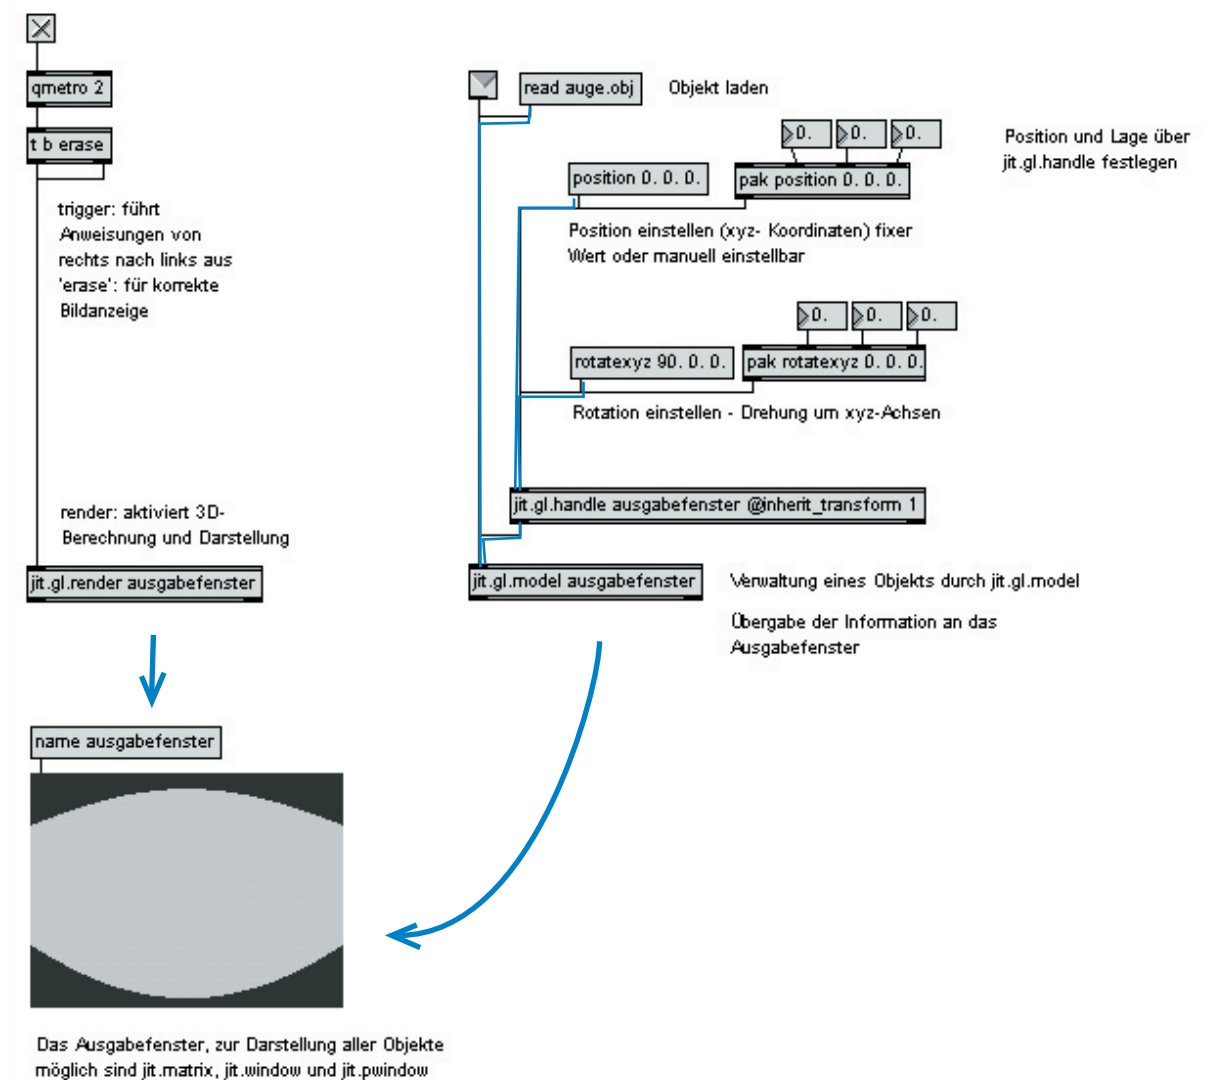 qmetro 2
t b erase
trigger: führt
Anweisungen von
rechts nach links aus
'erase': für korrekte
Bildanzeige
render: aktiviert 3D-
Berechnung und Darstellung
jit.gl.render ausgabefenster
name ausgabefenster
Das Ausgabefenster, zur Darstellung aller Objekte
möglich sind jit.matrix, jit.window und jit.pwindow
read auge.obj
Objekt laden
0.
0.
0.
Position und Lage über
jit.gl.handle festlegen
position 0. 0. 0.
pak position 0. 0. 0.
Position einstellen (xyz- Koordinaten) fixer
Wert oder manuell einstellbar
0.
0.
0.
rotatexyz 90. 0. 0.
pak rotatexyz 0. 0. 0.
Rotation einstellen - Drehung um xyz-Achsen
jit.gl.handle ausgabefenster @inherit_transform 1
jit.gl.model ausgabefenster
Verwaltung eines Objekts durch jit.gl.model
Übergabe der Information an das
Ausgabefenster